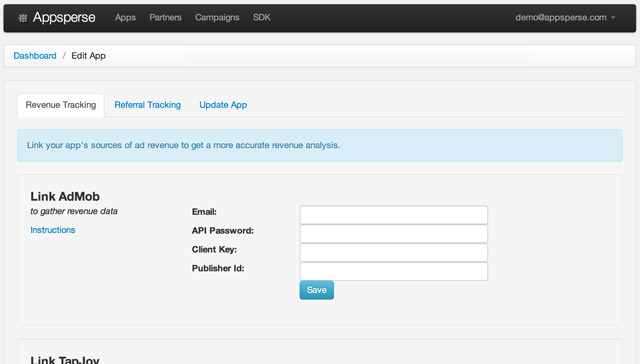 Appsperse Apps Partners Campaigns SDK demo@appsperse.com
Dashboard / Edit App
Revenue Tracking Referral Tracking Update App
Link your app's sources of ad revenue to get a more accurate revenue analysis.
Link AdMob
to gather revenue data
Instructions
Email:
API Password:
Client Key:
Publisher Id:
Save
Link TapJoy